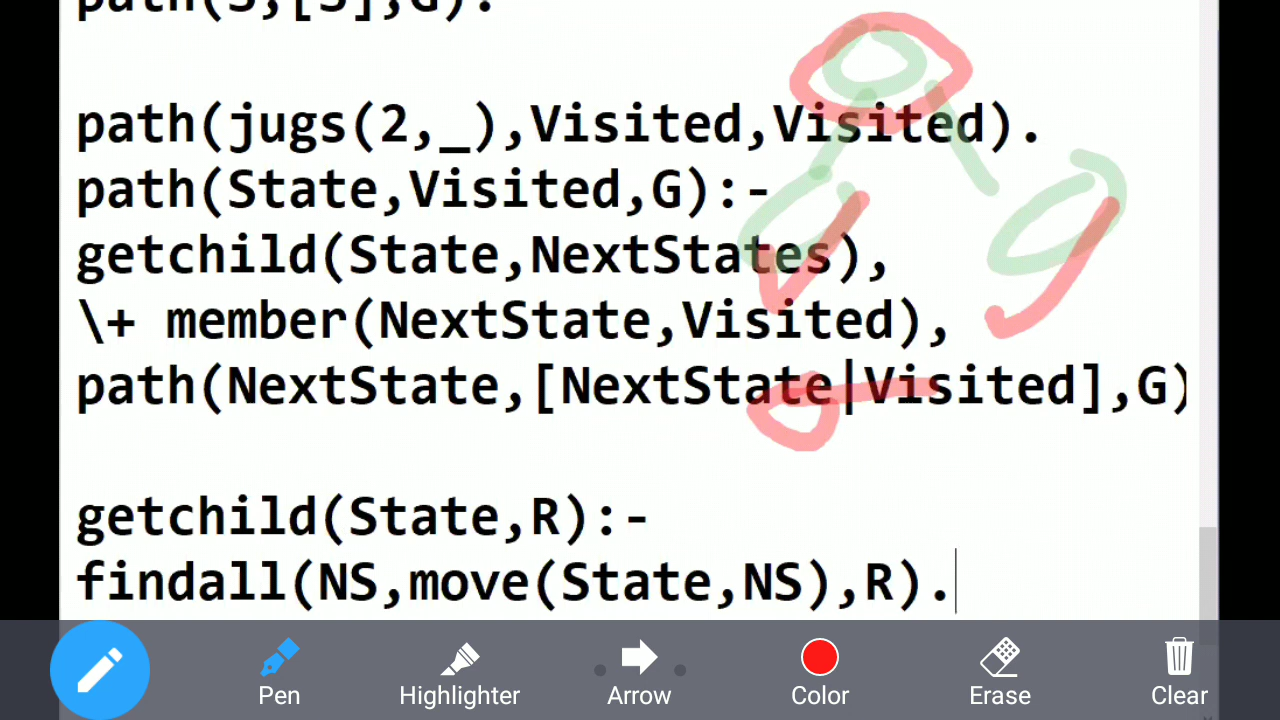 path(S,[S],G).
path(jugs(2,_),Visited,Visited).
path(State,Visited,G):-
getchild(State,NextStates),
\+ member(NextState,Visited),
path(NextState,[NextState|Visited],G)
getchild(State,R):-
findall(NS,move(State,NS),R).
Pen Highlighter Arrow Color Erase Clear